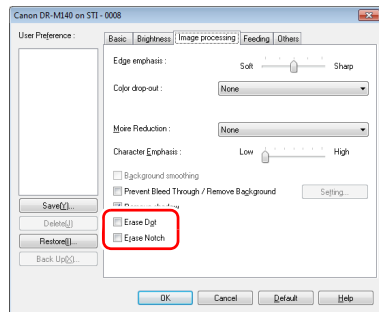 Canon DR-M140 on STI - 0008
User Preference :
Basic Brightness Image processing Feeding Others
Edge emphasis :
Soft Sharp
Color drop-out :
None
Moire Reduction :
None
Character Emphasis :
Low High
Background smoothing
Prevent Bleed Through / Remove Background
Setting...
Remove shadow
Erase Dot
Erase Notch
Save(Y)...
Delete(J)
Restore(I)...
Back Up(X)...
OK Cancel Default Help